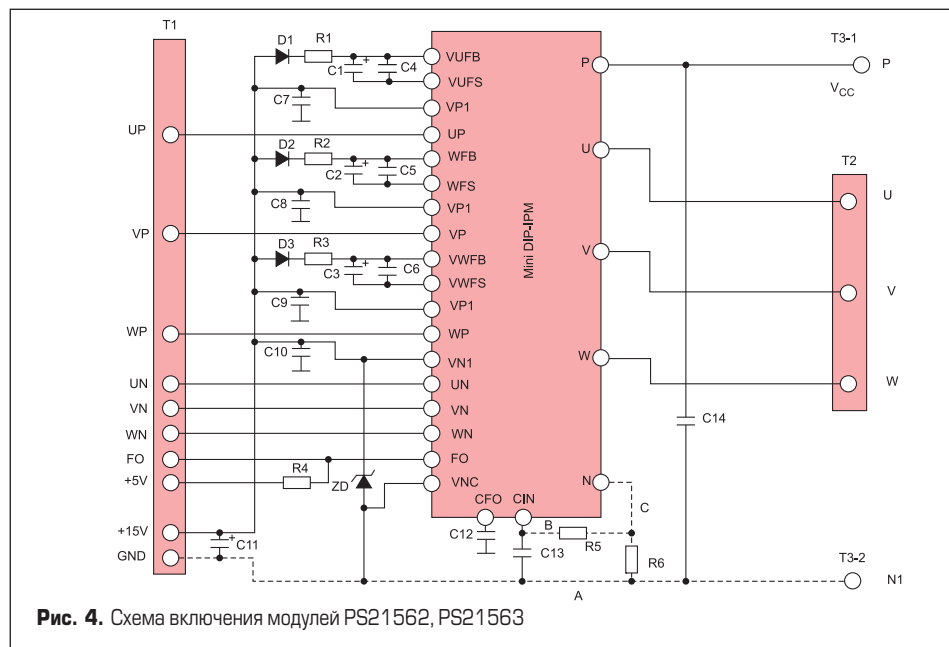 T1
D1
R1
C1
+
C4
VUFB
VUFS
C7
VP1
UP
UP
D2
R2
C2
+
C5
WFB
WFS
C8
VP1
VP
VP
D3
R3
C3
+
C6
VWFB
VWFS
C9
VP1
WP
WP
C10
VN1
UN
UN
VN
VN
WN
WN
FO
FO
+5V
R4
ZD
VNC
+15V
+
C11
GND
Mini DIP-IPM
P
U
V
W
N
CFO
CIN
C12
C13
B
R5
C
R6
A
C14
T3-1
P
VCC
T2
U
V
W
T3-2
N1
Рис. 4. Схема включения модулей PS21562, PS21563